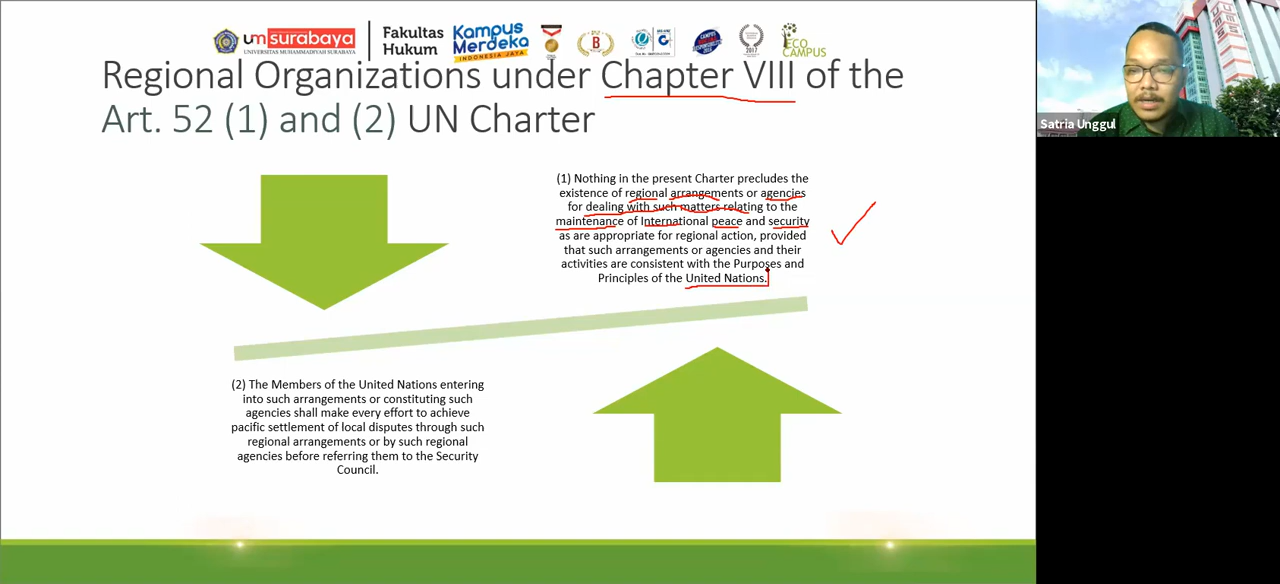 umsurabaya
UNIVERSITAS MUHAMMADIYAH SURABAYA
Fakultas
Hukum
Kampus
Merdeka
INDONESIA JAYA
B
2017
ECO
CAMPUS
Regional Organizations under Chapter VIII of the
Art. 52 (1) and (2) UN Charter
(1) Nothing in the present Charter precludes the
existence of regional arrangements or agencies
for dealing with such matters relating to the
maintenance of International peace and security
as are appropriate for regional action, provided
that such arrangements or agencies and their
activities are consistent with the Purposes and
Principles of the United Nations.
(2) The Members of the United Nations entering
into such arrangements or constituting such
agencies shall make every effort to achieve
pacific settlement of local disputes through such
regional arrangements or by such regional
agencies before referring them to the Security
Council.
Satria Unggul